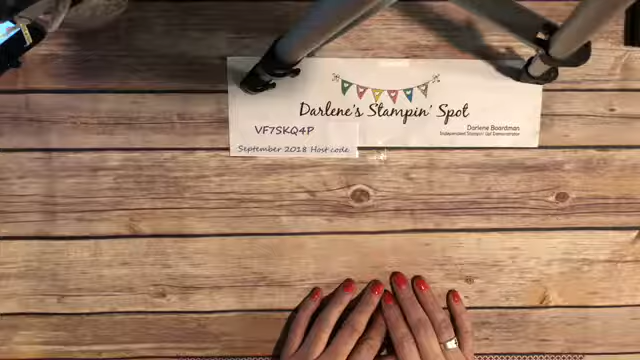 Darlene's Stampin' Spot
VF7SKQ4P
Darlene Boardman
Independent Stampin' Up! Demonstrator
September 2018 Host code